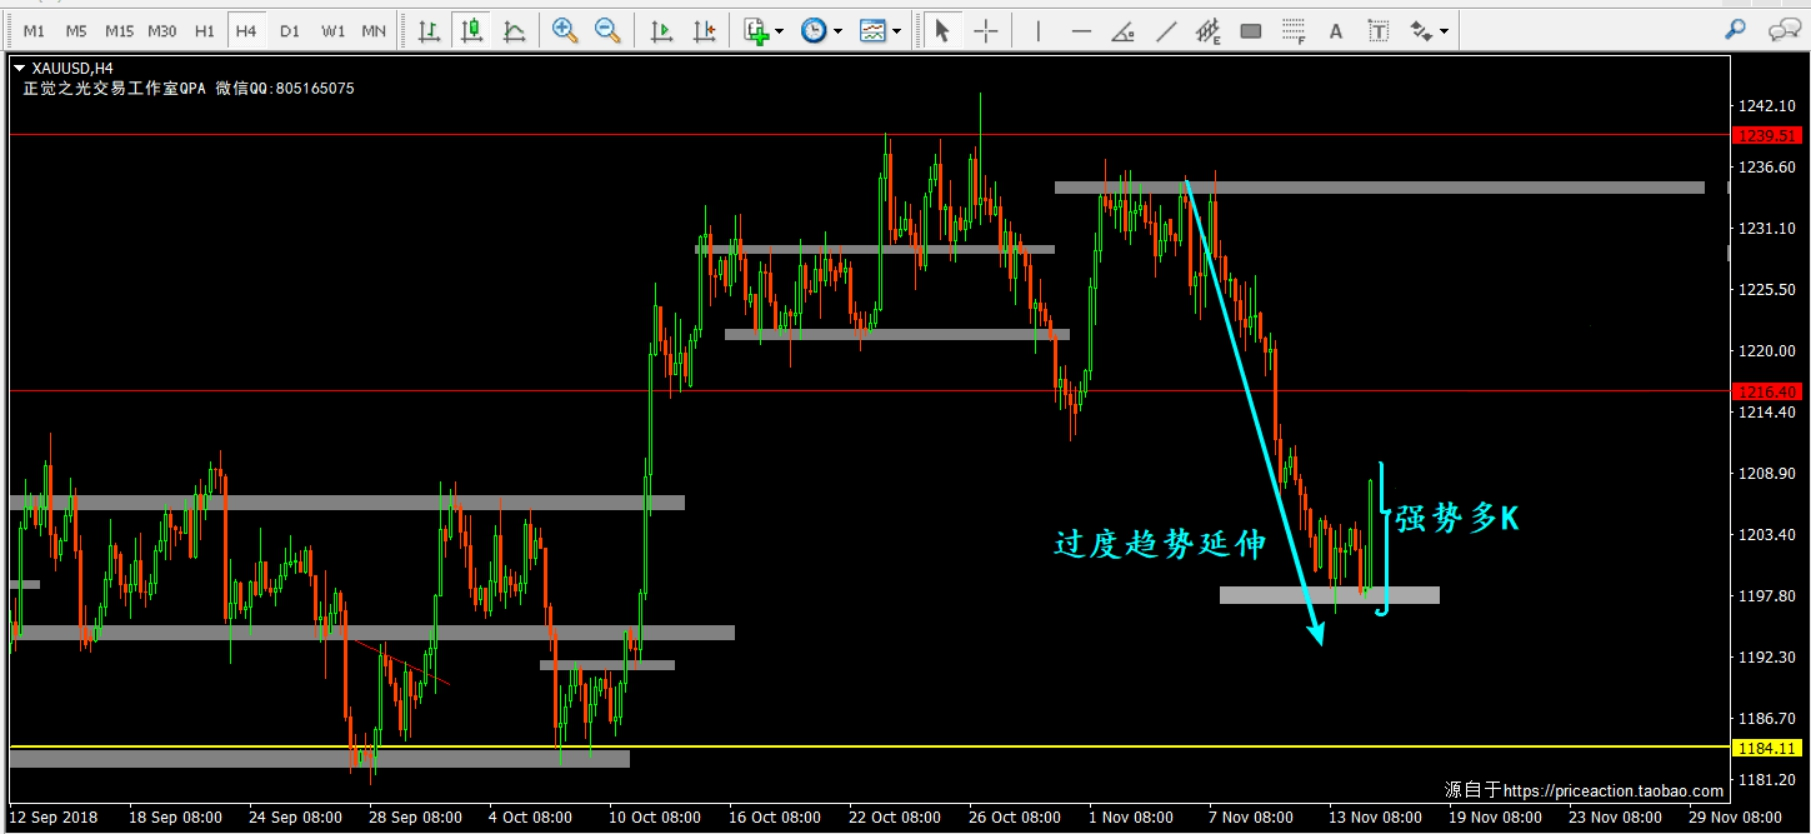 M1 M5 M15 M30 H1 H4 D1 W1 MN
XAUUSD,H4
正觉之光交易工作室QPA 微信QQ:805165075
1242.10
1239.51
1236.60
1231.10
1225.50
1220.00
1216.40
1214.40
1208.90
强势多K
1203.40
过度趋势延伸
1197.80
1192.30
1186.70
1184.11
1181.20
源自于https://priceaction.taobao.com
12 Sep 2018 18 Sep 08:00 24 Sep 08:00 28 Sep 08:00 4 Oct 08:00 10 Oct 08:00 16 Oct 08:00 22 Oct 08:00 26 Oct 08:00 1 Nov 08:00 7 Nov 08:00 13 Nov 08:00 19 Nov 08:00 23 Nov 08:00 29 Nov 08:00